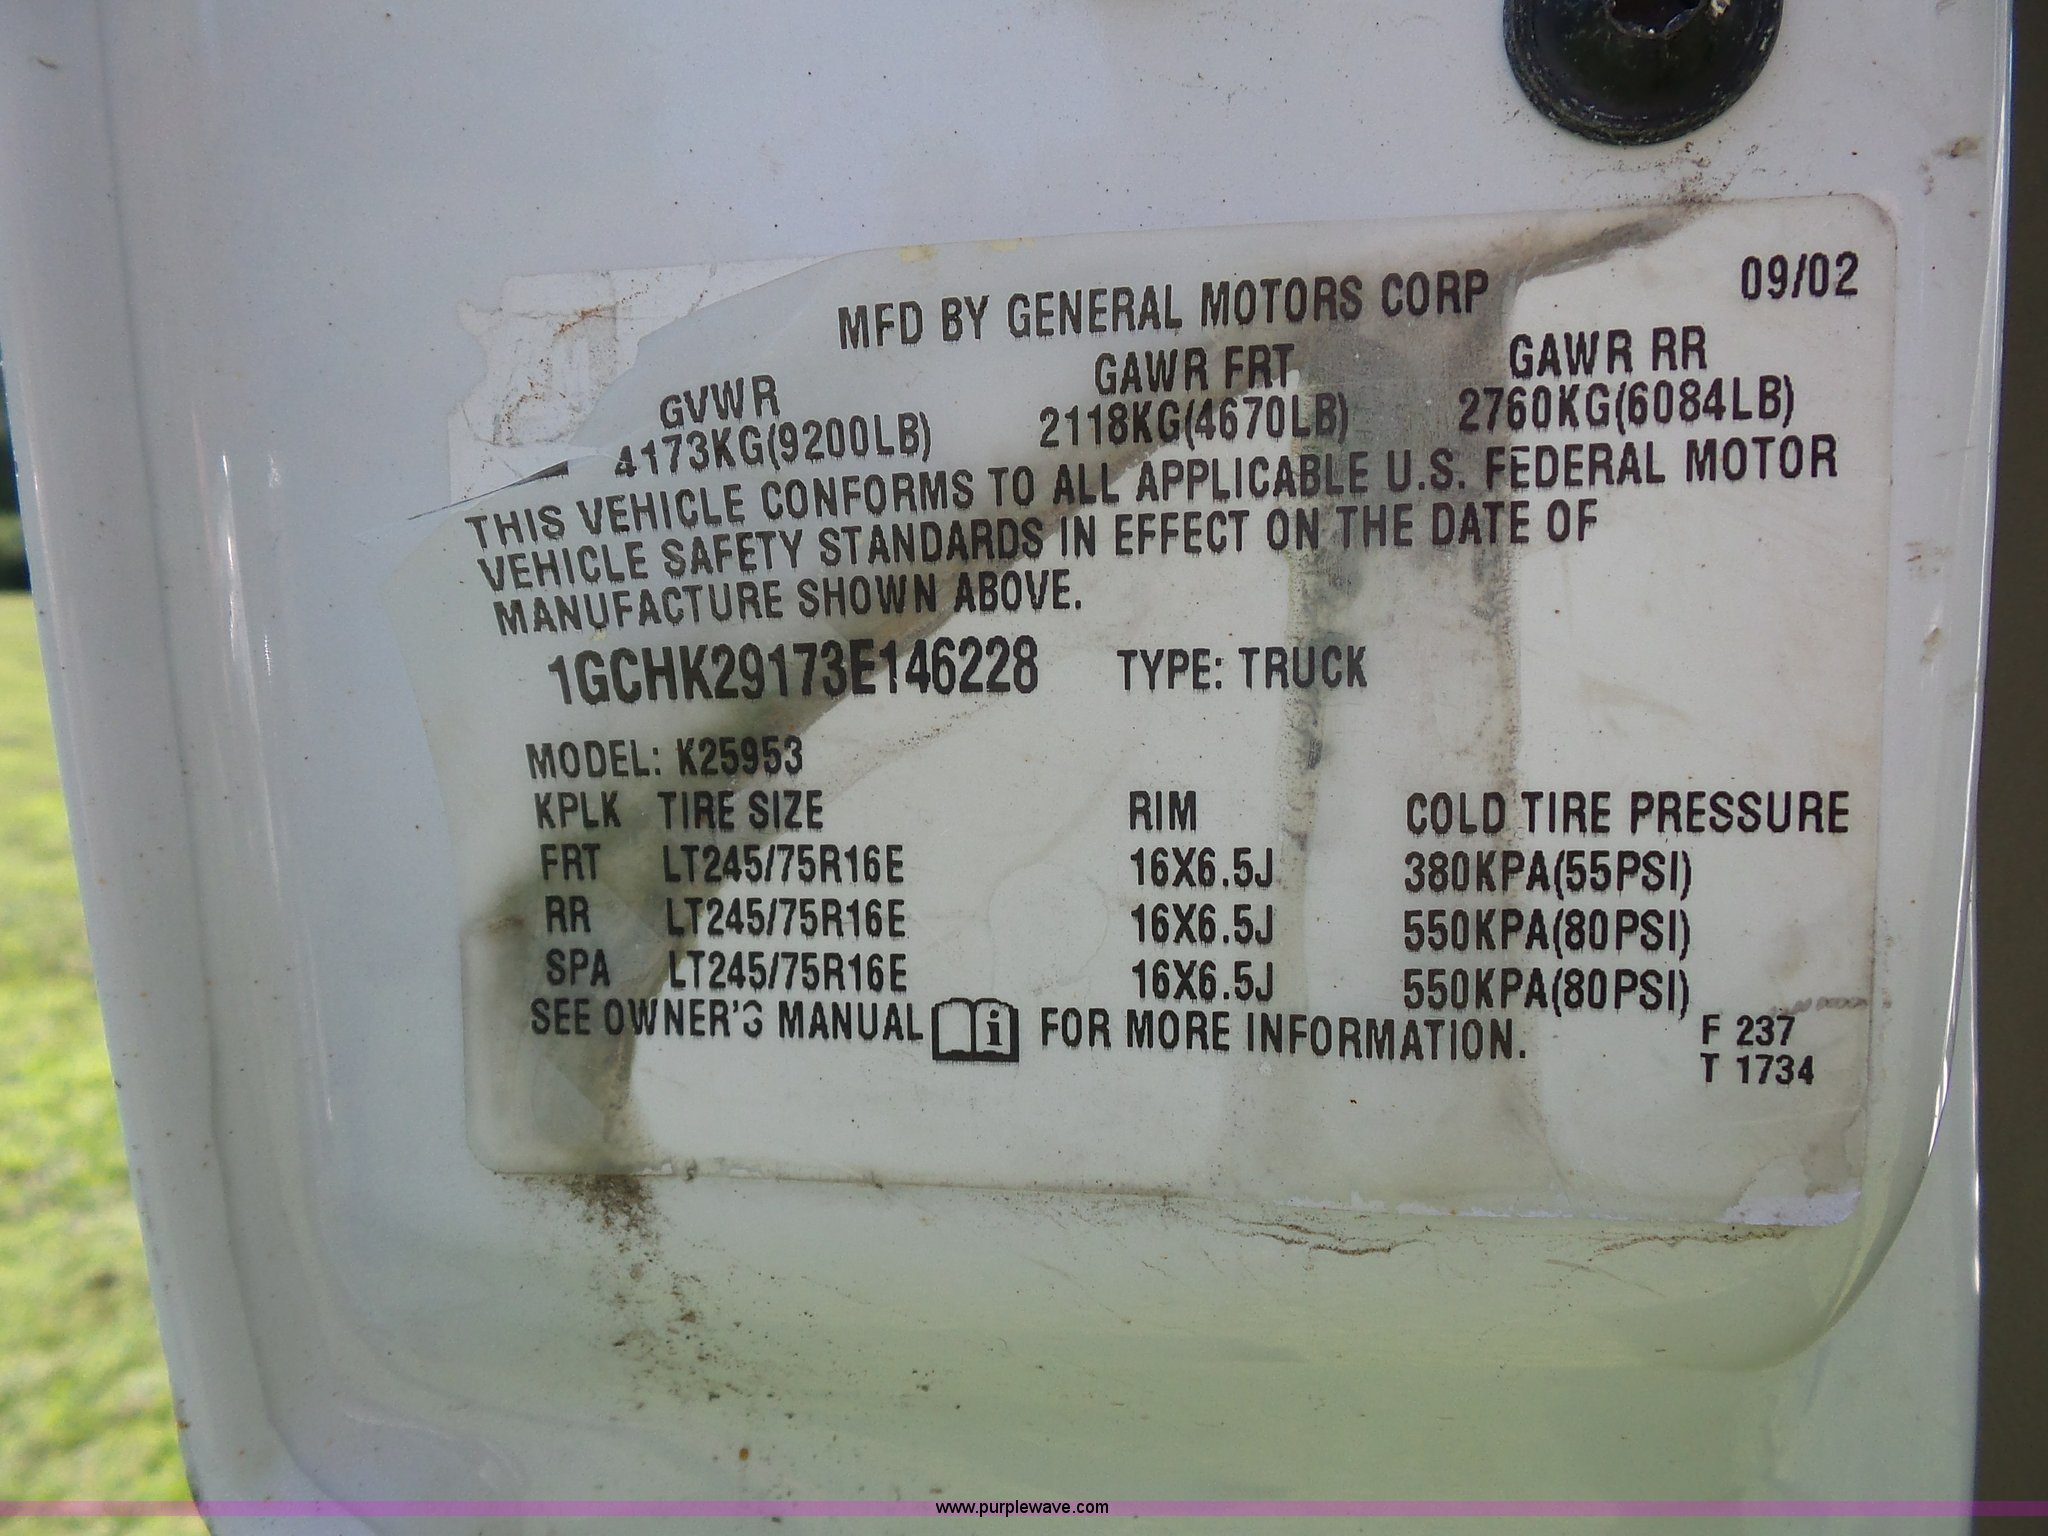 MFD BY GENERAL MOTORS CORP 09/02
GVWR GAWR FRT GAWR RR
4173KG(9200LB) 2118KG(4670LB) 2760KG(6084LB)
THIS VEHICLE CONFORMS TO ALL APPLICABLE U.S. FEDERAL MOTOR
VEHICLE SAFETY STANDARDS IN EFFECT ON THE DATE OF
MANUFACTURE SHOWN ABOVE.
1GCHK29173E146228 TYPE: TRUCK
MODEL: K25953
KPLK TIRE SIZE RIM COLD TIRE PRESSURE
FRT LT245/75R16E 16X6.5J 380KPA(55PSI)
RR LT245/75R16E 16X6.5J 550KPA(80PSI)
SPA LT245/75R16E 16X6.5J 550KPA(80PSI)
SEE OWNER'S MANUAL i FOR MORE INFORMATION.
F 237
T 1734
www.purplewave.com